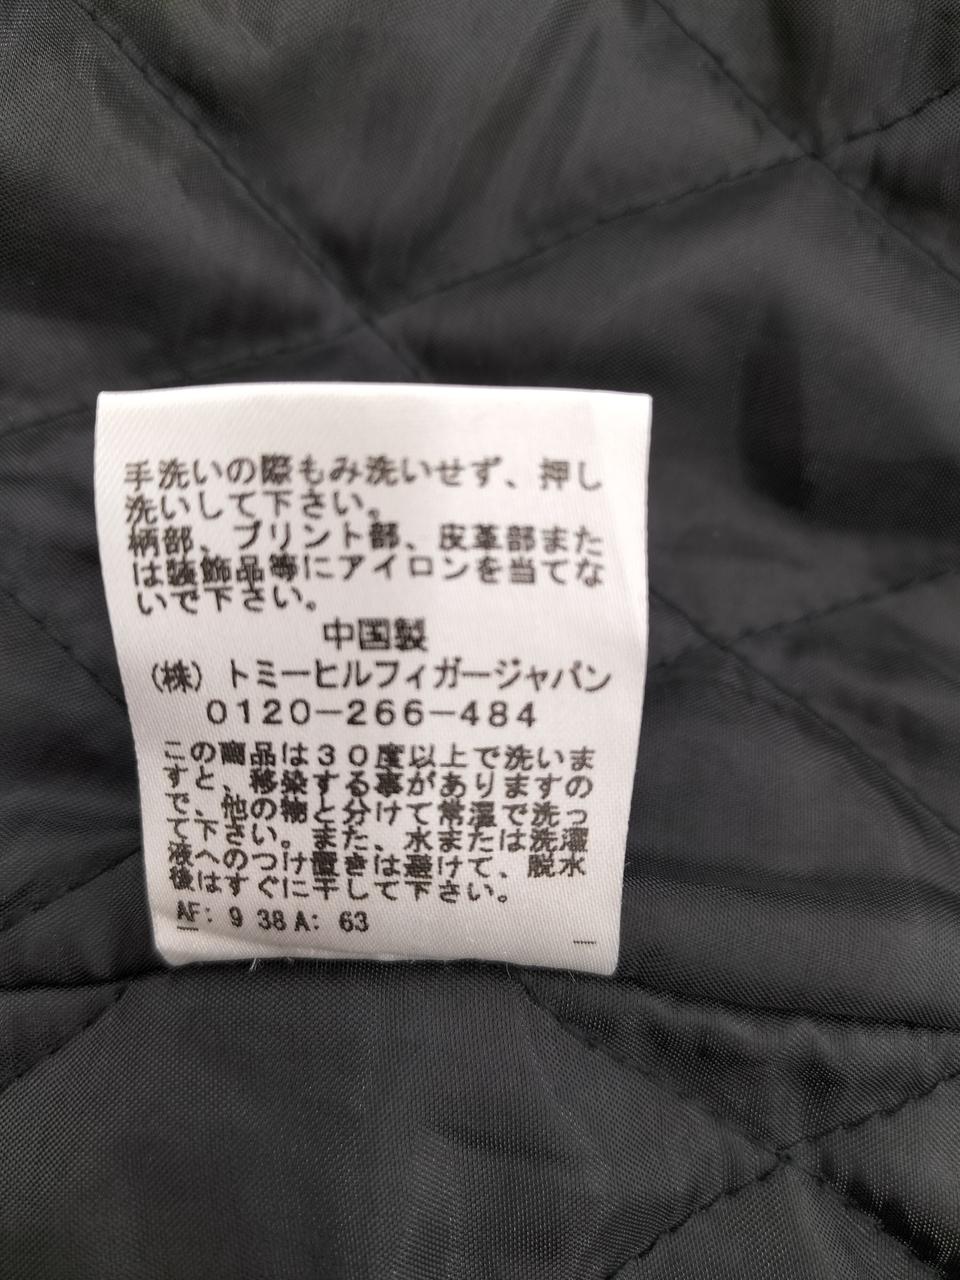 手洗いの際もみ洗いせず、押し
洗いして下さい。
柄部、プリント部、皮革部また
は装飾品等にアイロンを当てな
いで下さい。
中国製
(株) トミーヒルフィガージャパン
0120-266-484
この商品は30度以上で洗いま
すと、移染する事がありますの
で、他の物と分けて常温で洗っ
て下さい。また、水または洗濯
液へのつけ置きは避けて、脱水
後はすぐに干して下さい。
AF: 9 38 A: 63